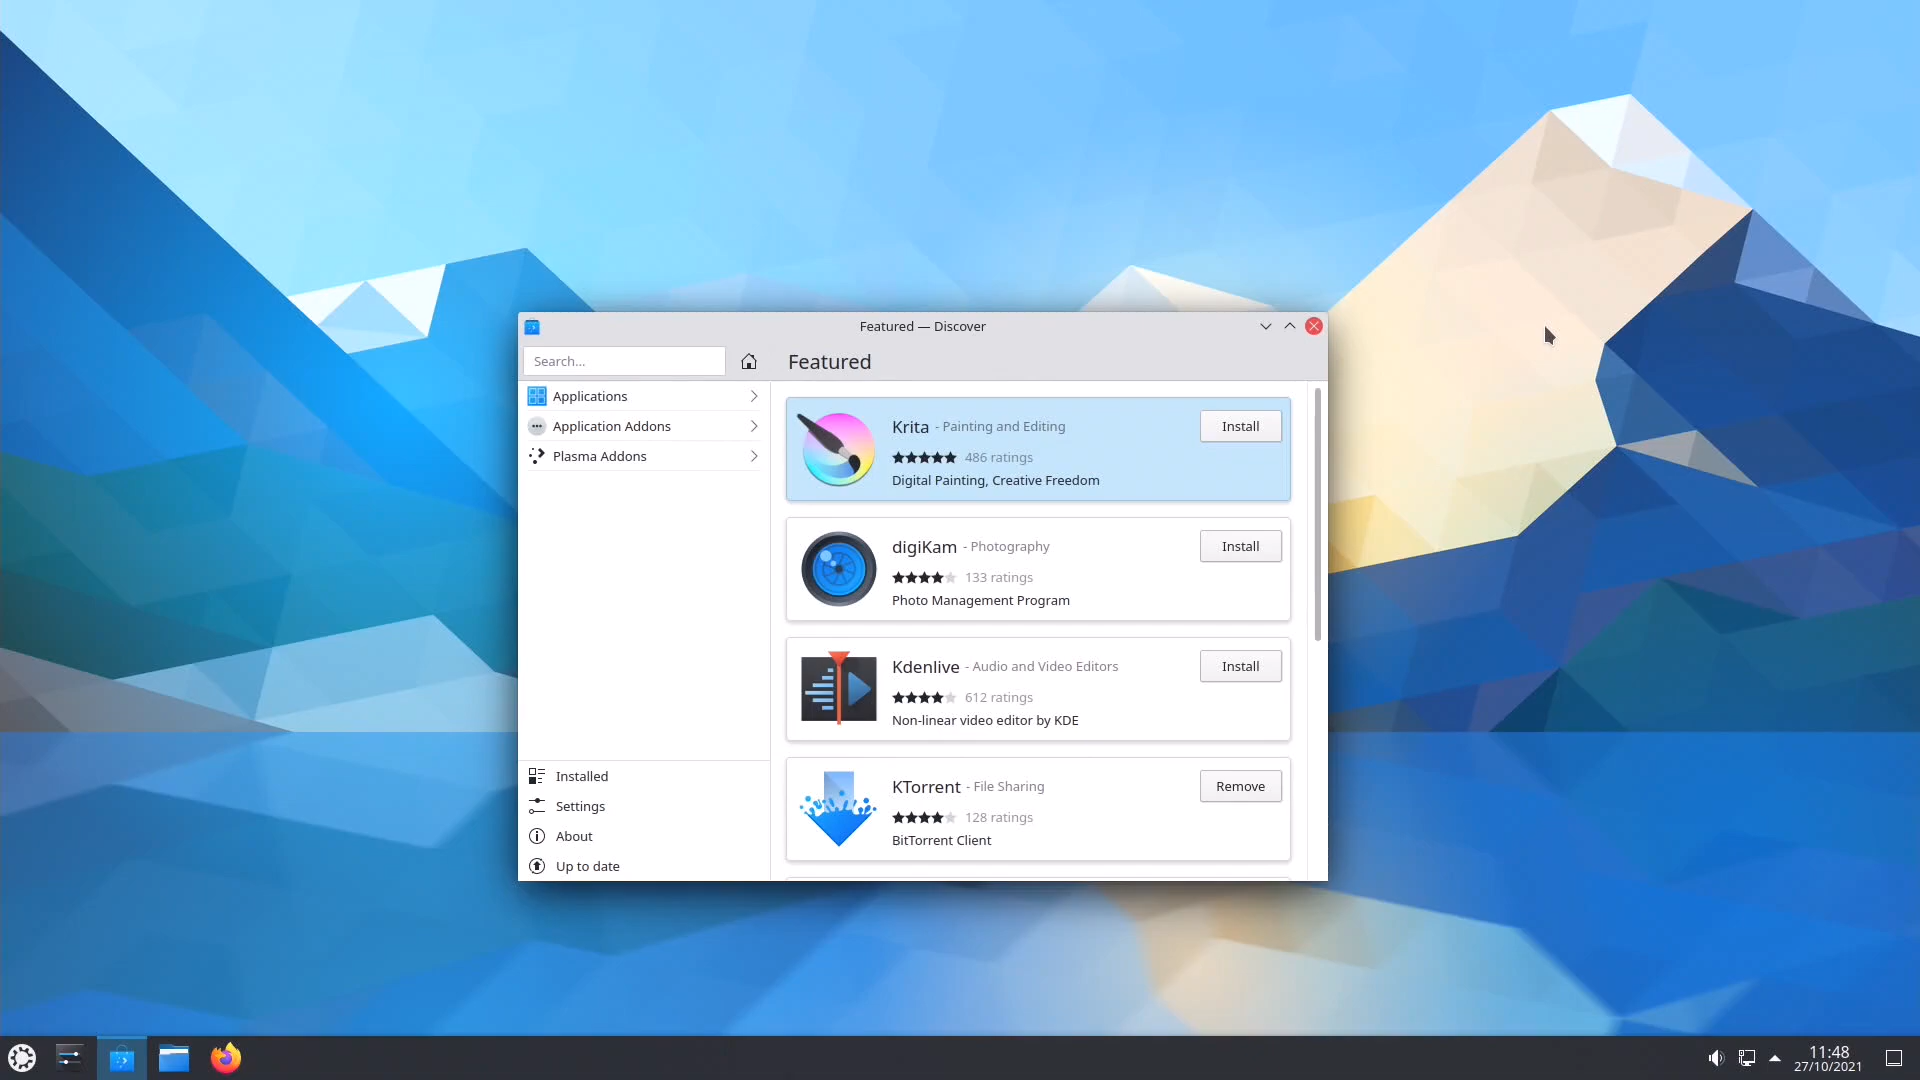 Featured — Discover
Search...
Featured
Applications
Application Addons
Plasma Addons
Krita - Painting and Editing
Install
486 ratings
Digital Painting, Creative Freedom
digiKam - Photography
Install
133 ratings
Photo Management Program
Kdenlive - Audio and Video Editors
Install
612 ratings
Non-linear video editor by KDE
KTorrent - File Sharing
Remove
128 ratings
BitTorrent Client
Installed
Settings
About
Up to date
11:48
27/10/2021